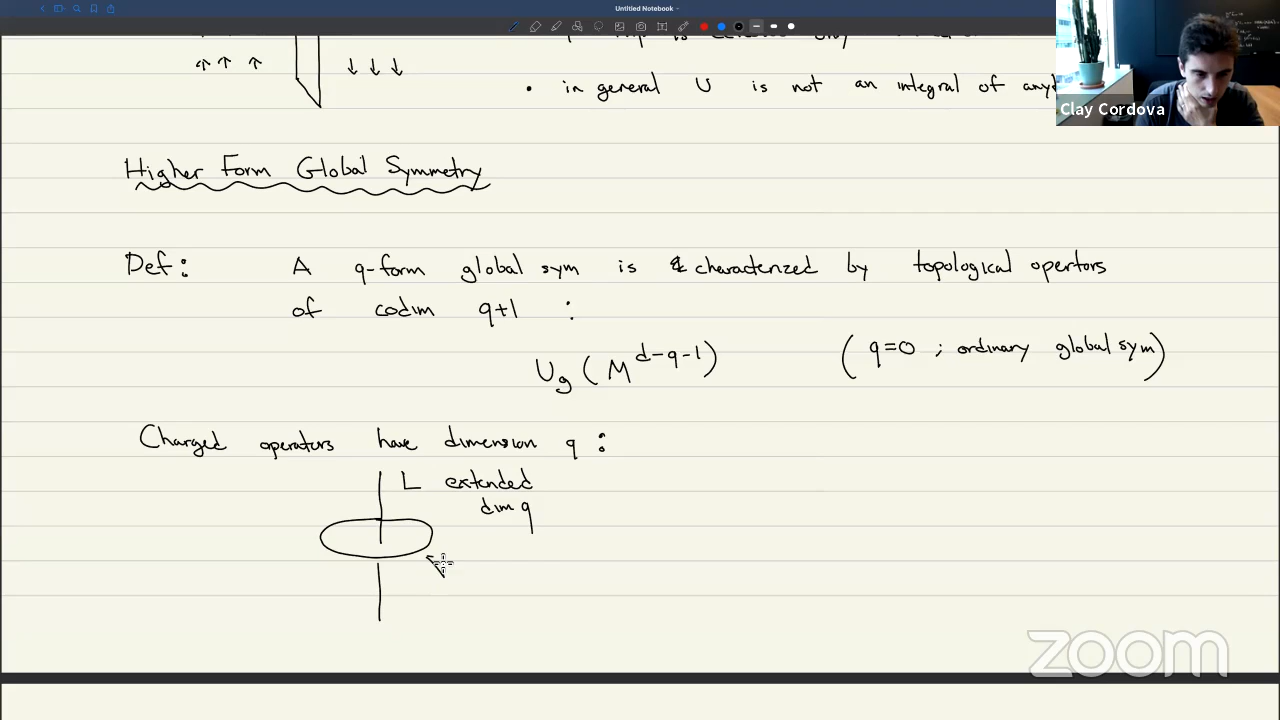 Untitled Notebook
• in general U is not an integral of
Clay Cordova
Higher Form Global Symmetry
Def: A q-form global sym is characterized by topological opertors
of codim q+1 :
U_g ( M^{d-q-1} ) ( q=0 ; ordinary global sym )
Charged operators have dimension q :
L extended
dim q
zoom